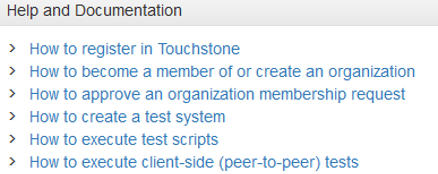 Help and Documentation
How to register in Touchstone
How to become a member of or create an organization
How to approve an organization membership request
How to create a test system
How to execute test scripts
How to execute client-side (peer-to-peer) tests